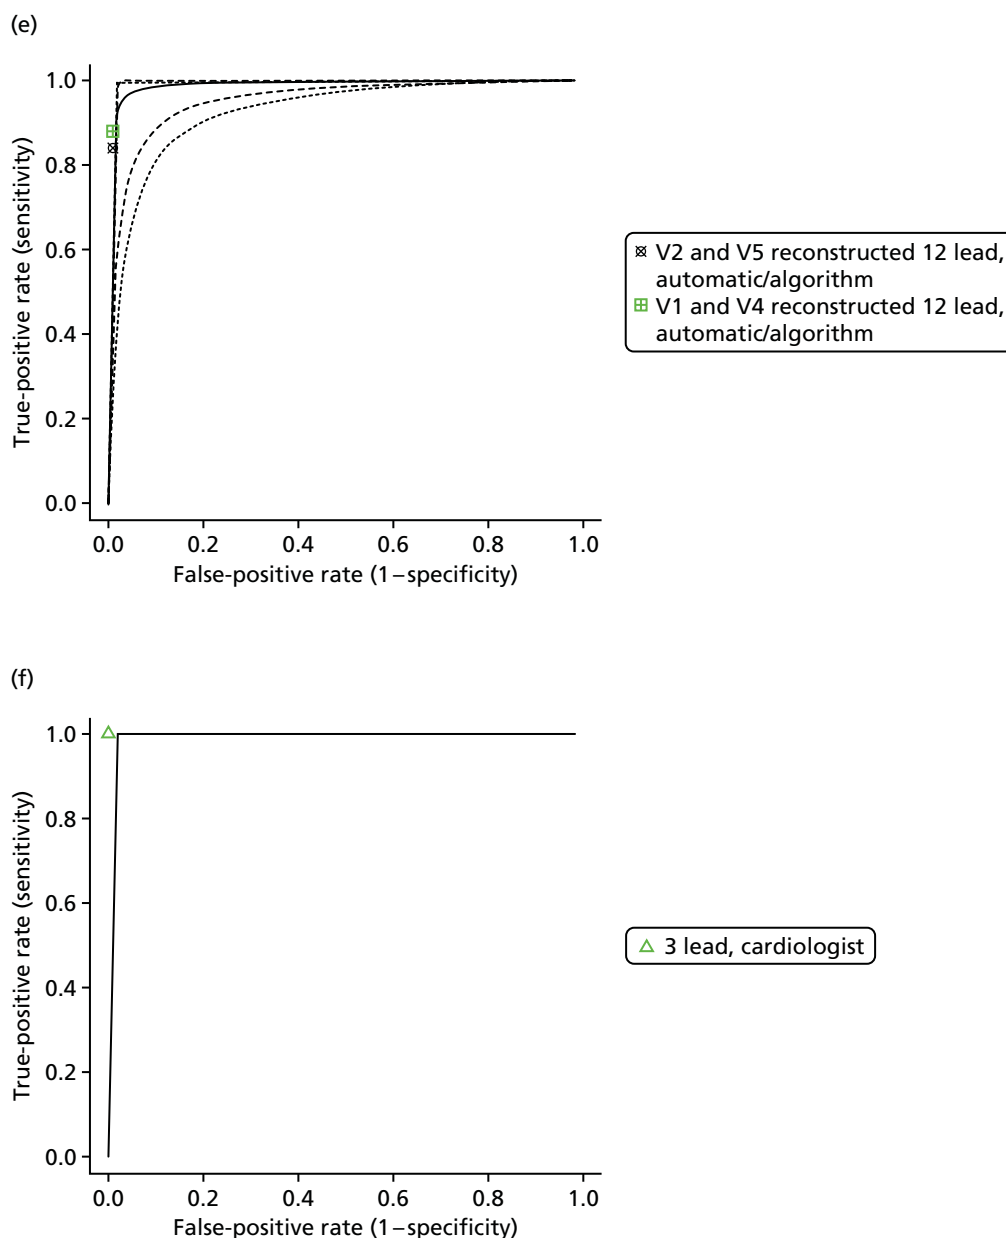 (e)
1.0
0.8
0.6
0.4
0.2
0.0
True-positive rate (sensitivity)
0.0 0.2 0.4 0.6 0.8 1.0
False-positive rate (1–specificity)
V2 and V5 reconstructed 12 lead,
automatic/algorithm
V1 and V4 reconstructed 12 lead,
automatic/algorithm
(f)
1.0
0.8
0.6
0.4
0.2
0.0
True-positive rate (sensitivity)
0.0 0.2 0.4 0.6 0.8 1.0
False-positive rate (1–specificity)
3 lead, cardiologist